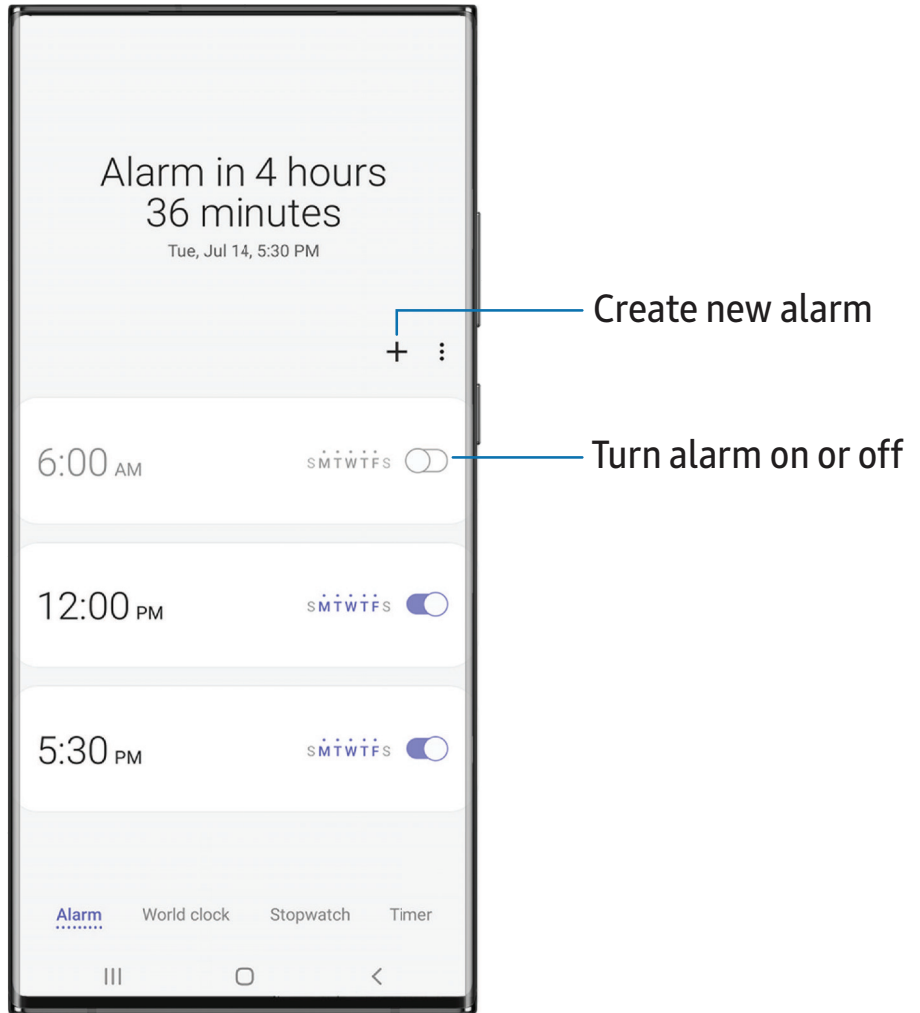 Alarm in 4 hours
36 minutes
Tue, Jul 14, 5:30 PM
Create new alarm
6:00 AM SMTWTFS
Turn alarm on or off
12:00 PM SMTWTFS
5:30 PM SMTWTFS
Alarm World clock Stopwatch Timer